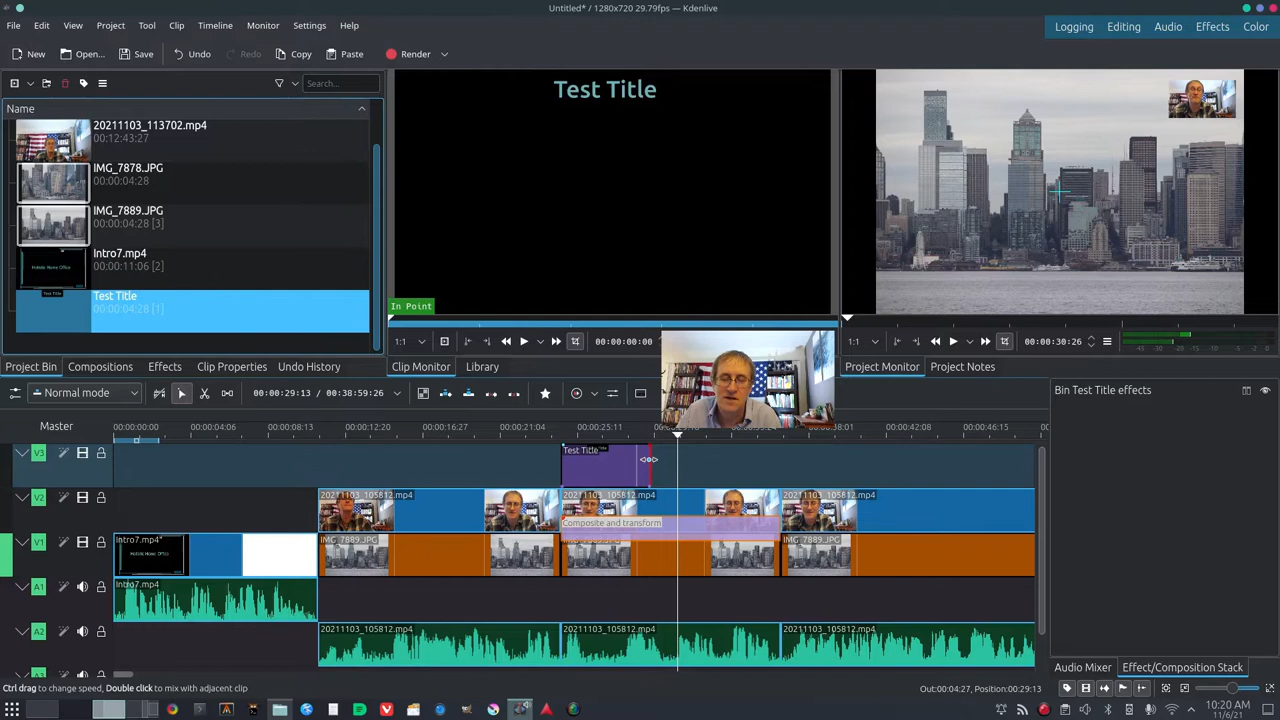 Untitled* / 1280x720 29.79fps — Kdenlive
File Edit View Project Tool Clip Timeline Monitor Settings Help
Logging Editing Audio Effects Color
New Open... Save Undo Redo Copy Paste Render
Search...
Name
20211103_113702.mp4
00:12:43:27
IMG_7878.JPG
00:00:04:28
IMG_7889.JPG
00:00:04:28 [3]
Intro7.mp4
00:00:11:06 [2]
Test Title
00:00:04:28 [1]
Test Title
In Point
1:1 00:00:00:00
1:1 00:00:30:26
Project Bin Compositions Effects Clip Properties Undo History
Clip Monitor Library
Project Monitor Project Notes
Normal mode 00:00:29:13 / 00:38:59:26
Bin Test Title effects
Master
00:00:00:00 00:00:04:06 00:00:08:13 00:00:12:20 00:00:16:27 00:00:21:04 00:00:25:11 00:00:38:01 00:00:42:08 00:00:46:15
V3 Test Title
V2 20211103_105812.mp4 20211103_105812.mp4 20211103_105812.mp4
Composite and transform
V1 Intro7.mp4 IMG_7889.JPG IMG_7889.JPG
Holistic Home Office
A1 Intro7.mp4
A2 20211103_105812.mp4 20211103_105812.mp4 20211103_105812.mp4
A3
Audio Mixer Effect/Composition Stack
Ctrl drag to change speed, Double click to mix with adjacent clip
Out:04:27, Position:00:29:13
10:20 AM
11/6/21